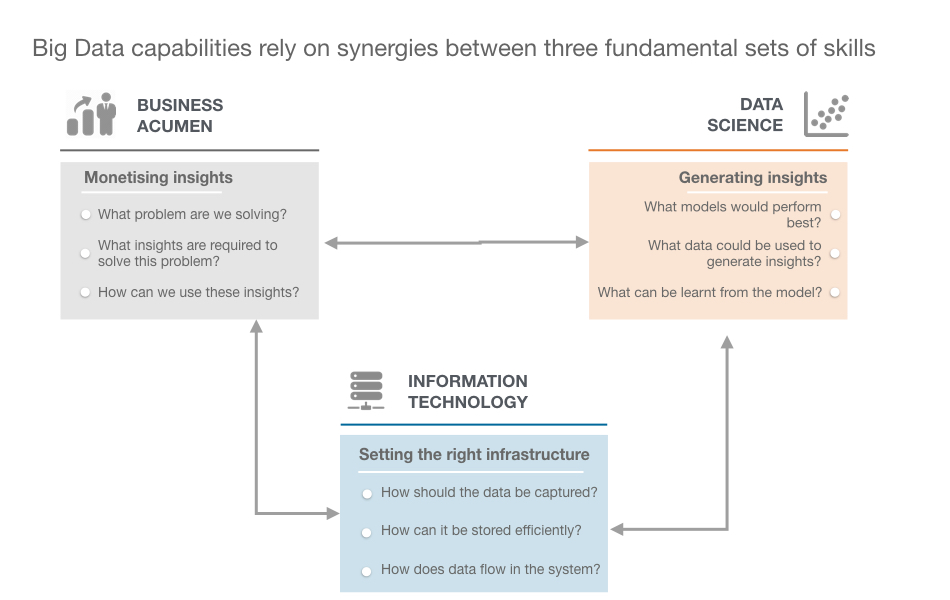 Big Data capabilities rely on synergies between three fundamental sets of skills
BUSINESS
ACUMEN
Monetising insights
What problem are we solving?
What insights are required to
solve this problem?
How can we use these insights?
DATA
SCIENCE
Generating insights
What models would perform
best?
What data could be used to
generate insights?
What can be learnt from the model?
INFORMATION
TECHNOLOGY
Setting the right infrastructure
How should the data be captured?
How can it be stored efficiently?
How does data flow in the system?